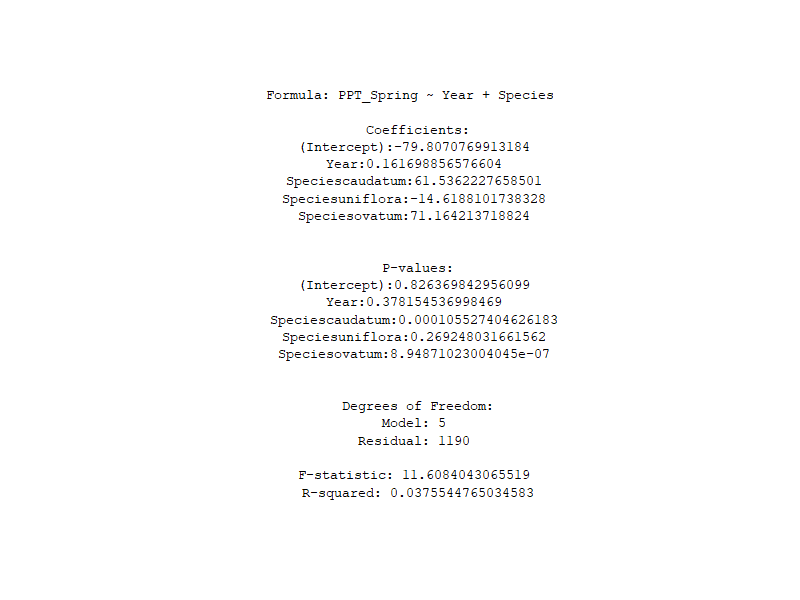 Formula: PPT_Spring ~ Year + Species
Coefficients:
(Intercept):-79.8070769913184
Year:0.161698856576604
Speciescaudatum:61.5362227658501
Speciesuniflora:-14.6188101738328
Speciesovatum:71.164213718824
P-values:
(Intercept):0.826369842956099
Year:0.378154536998469
Speciescaudatum:0.000105527404626183
Speciesuniflora:0.269248031661562
Speciesovatum:8.94871023004045e-07
Degrees of Freedom:
Model: 5
Residual: 1190
F-statistic: 11.6084043065519
R-squared: 0.0375544765034583